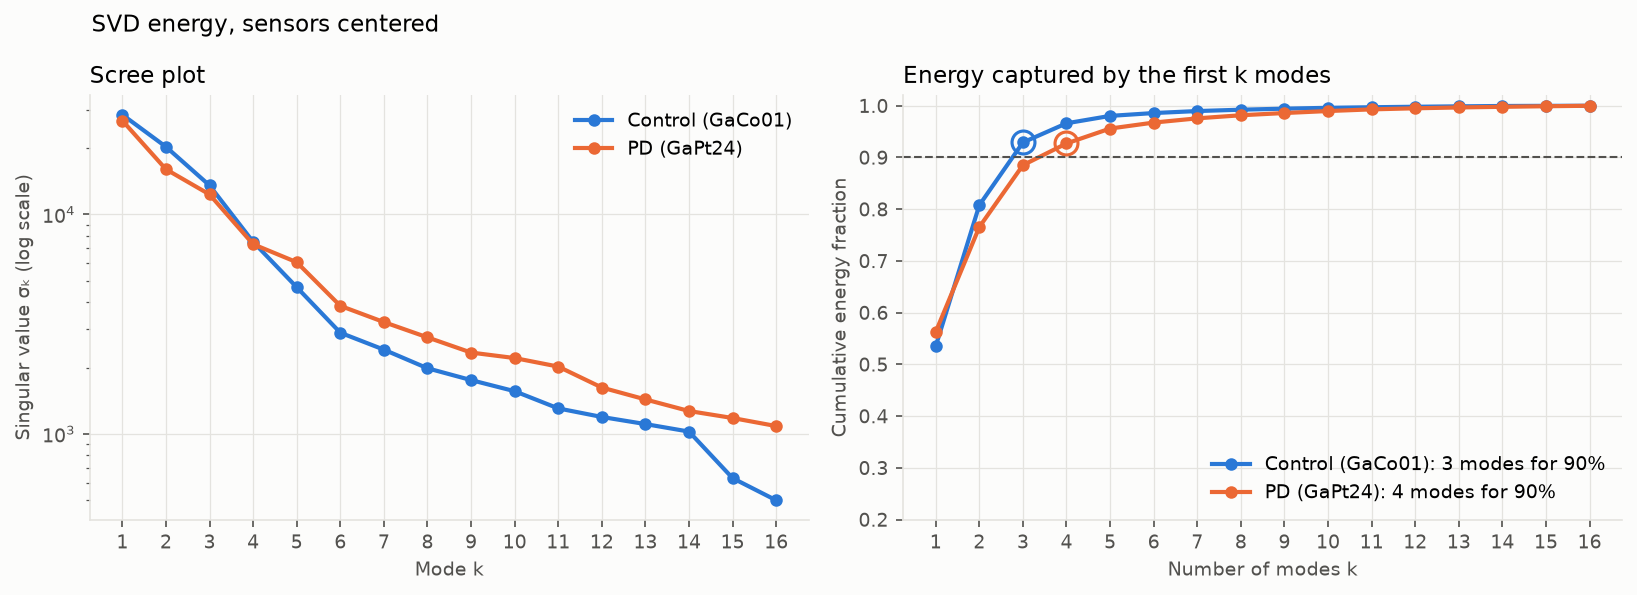 SVD energy, sensors centered
Scree plot
Control (GaCo01)
PD (GaPt24)
10⁴
10³
Singular value σₖ (log scale)
1 2 3 4 5 6 7 8 9 10 11 12 13 14 15 16
Mode k
Energy captured by the first k modes
1.0
0.9
0.8
0.7
0.6
0.5
0.4
0.3
0.2
Cumulative energy fraction
Control (GaCo01): 3 modes for 90%
PD (GaPt24): 4 modes for 90%
1 2 3 4 5 6 7 8 9 10 11 12 13 14 15 16
Number of modes k